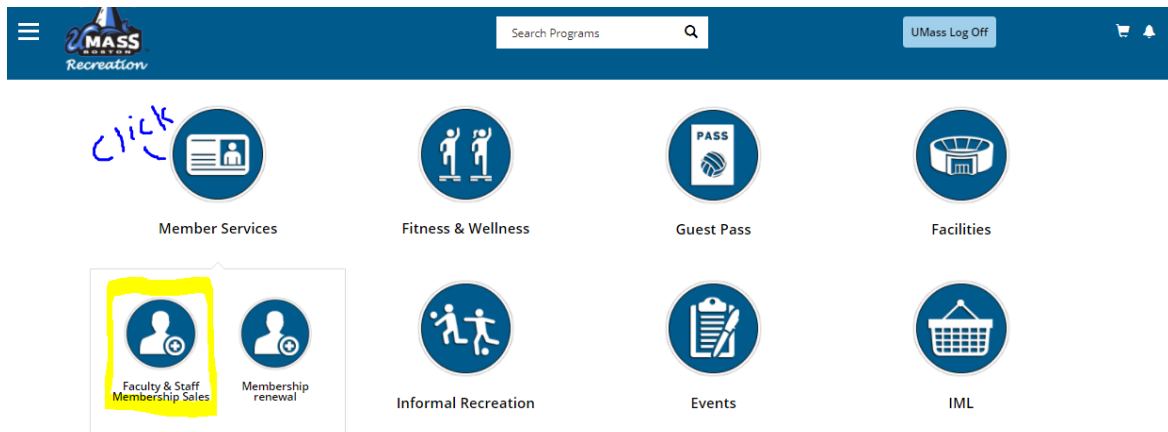 UMASS
BOSTON
Recreation
Search Programs
UMass Log Off
click
PASS
Member Services
Fitness & Wellness
Guest Pass
Facilities
Faculty & Staff
Membership Sales
Membership
renewal
Informal Recreation
Events
IML